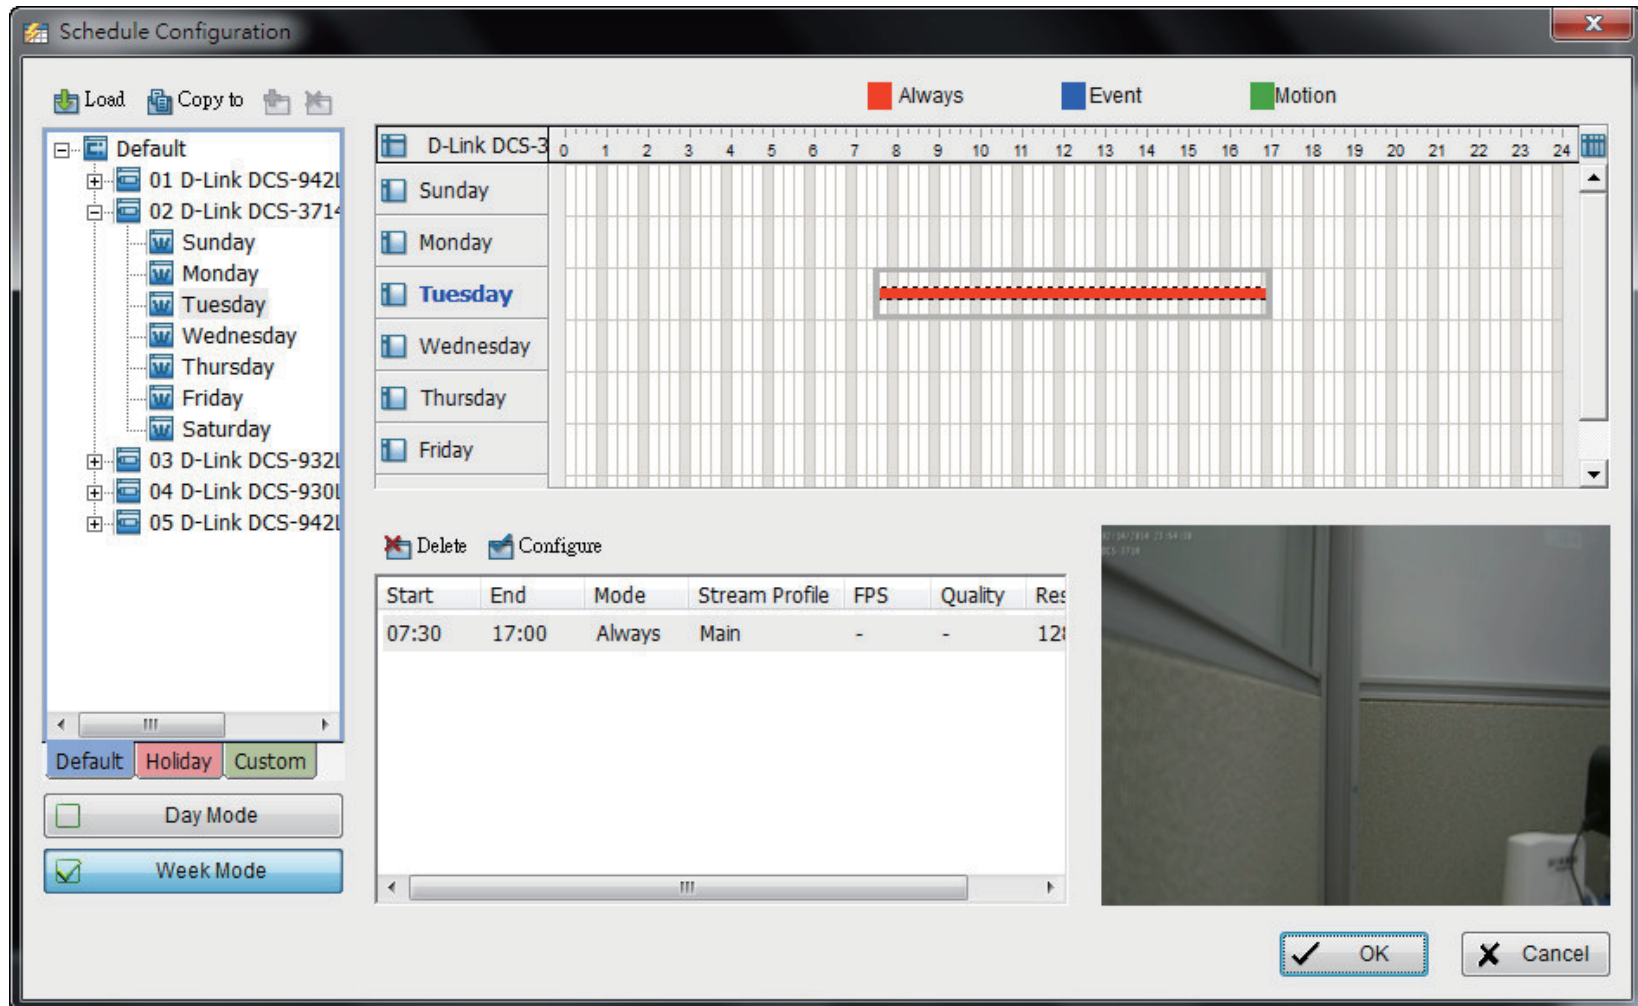 Schedule Configuration
Load Copy to
Always Event Motion
Default
01 D-Link DCS-942L
02 D-Link DCS-3714
Sunday
Monday
Tuesday
Wednesday
Thursday
Friday
Saturday
03 D-Link DCS-932L
04 D-Link DCS-930L
05 D-Link DCS-942L
Default Holiday Custom
Day Mode
Week Mode
D-Link DCS-3 0 1 2 3 4 5 6 7 8 9 10 11 12 13 14 15 16 17 18 19 20 21 22 23 24
Sunday
Monday
Tuesday
Wednesday
Thursday
Friday
Delete Configure
Start End Mode Stream Profile FPS Quality Res
07:30 17:00 Always Main - - 128
DCS-3714
OK Cancel